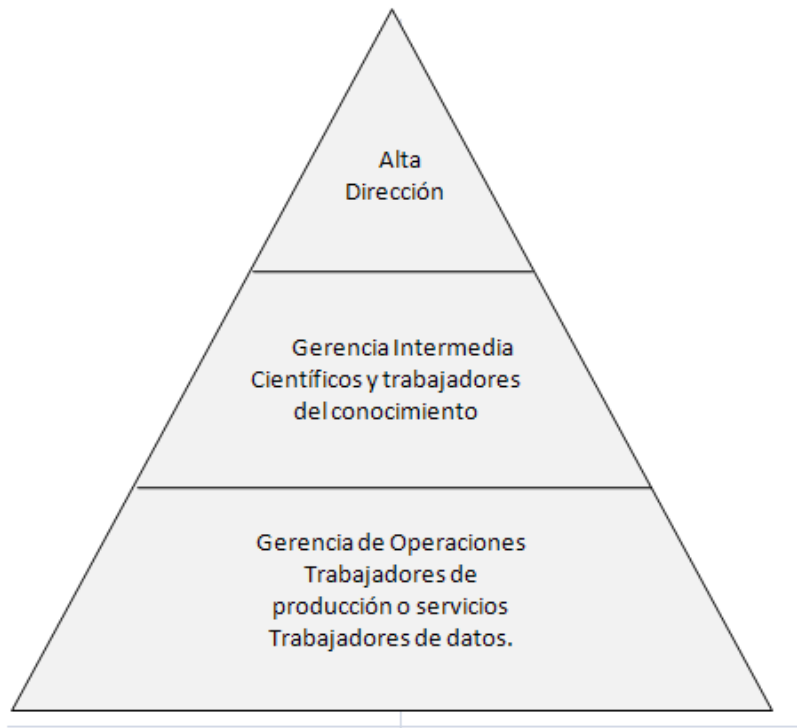 Alta
Dirección
Gerencia Intermedia
Científicos y trabajadores
del conocimiento
Gerencia de Operaciones
Trabajadores de
producción o servicios
Trabajadores de datos.